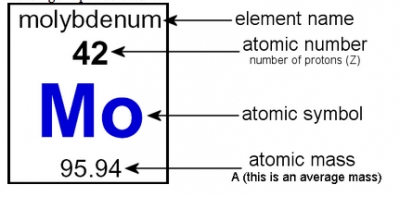 molybdenum
element name
42
atomic number
number of protons (Z)
Mo
atomic symbol
95.94
atomic mass
A (this is an average mass)